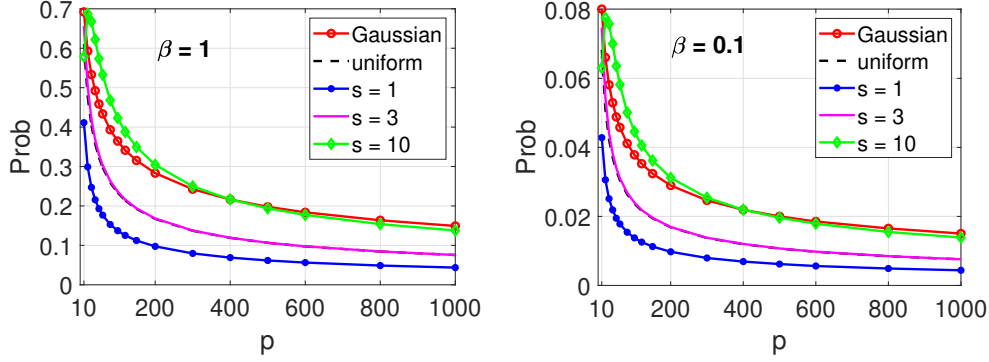 0.7
0.6
0.5
0.4
0.3
0.2
0.1
0
Prob
β = 1
Gaussian
uniform
s = 1
s = 3
s = 10
10 200 400 600 800 1000
p
0.08
0.06
0.04
0.02
0
Prob
β = 0.1
Gaussian
uniform
s = 1
s = 3
s = 10
10 200 400 600 800 1000
p